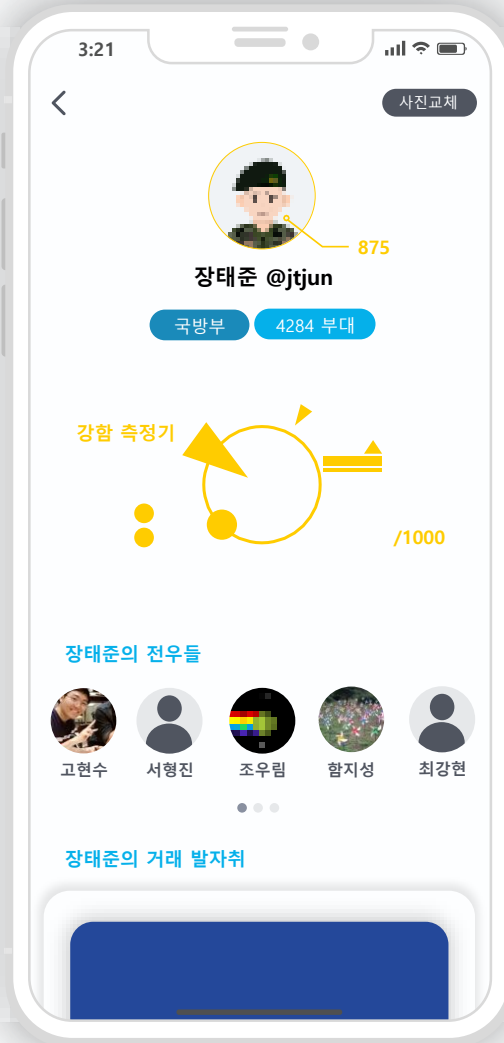 3:21
사진교체
875
장태준 @jtjun
국방부 4284 부대
강함 측정기
/1000
장태준의 전우들
고현수 서형진 조우림 함지성 최강현
장태준의 거래 발자취